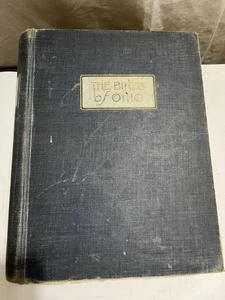 THE BIRDS
of OHIO